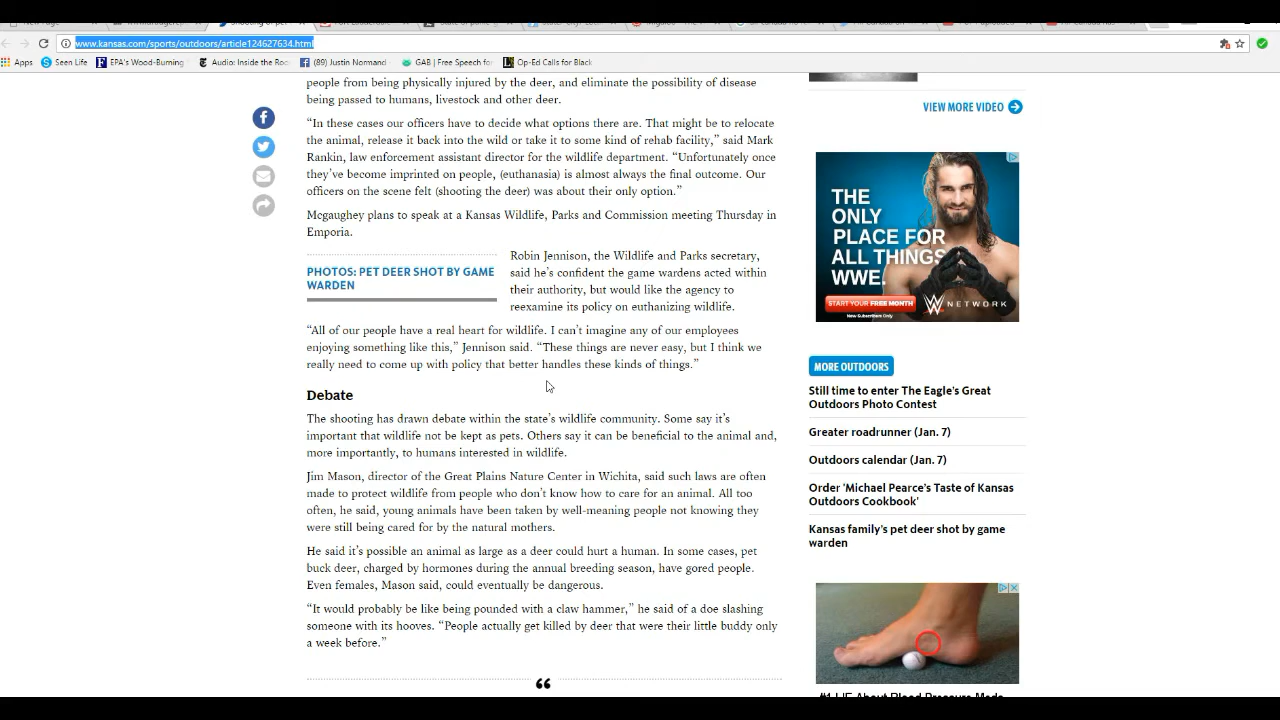 www.kansas.com/sports/outdoors/article124627634.html
Apps
Seen Life
EPA's Wood-Burning
Audio: Inside the Ro
(89) Justin Normand
GAB | Free Speech fo
Op-Ed Calls for Black
people from being physically injured by the deer, and eliminate the possibility of disease
being passed to humans, livestock and other deer.
“In these cases our officers have to decide what options there are. That might be to relocate
the animal, release it back into the wild or take it to some kind of rehab facility,” said Mark
Rankin, law enforcement assistant director for the wildlife department. “Unfortunately once
they’ve become imprinted on people, (euthanasia) is almost always the final outcome. Our
officers on the scene felt (shooting the deer) was about their only option.”
Mcgaughey plans to speak at a Kansas Wildlife, Parks and Commission meeting Thursday in
Emporia.
PHOTOS: PET DEER SHOT BY GAME
WARDEN
Robin Jennison, the Wildlife and Parks secretary,
said he’s confident the game wardens acted within
their authority, but would like the agency to
reexamine its policy on euthanizing wildlife.
“All of our people have a real heart for wildlife. I can’t imagine any of our employees
enjoying something like this,” Jennison said. “These things are never easy, but I think we
really need to come up with policy that better handles these kinds of things.”
Debate
The shooting has drawn debate within the state’s wildlife community. Some say it’s
important that wildlife not be kept as pets. Others say it can be beneficial to the animal and,
more importantly, to humans interested in wildlife.
Jim Mason, director of the Great Plains Nature Center in Wichita, said such laws are often
made to protect wildlife from people who don’t know how to care for an animal. All too
often, he said, young animals have been taken by well-meaning people not knowing they
were still being cared for by the natural mothers.
He said it’s possible an animal as large as a deer could hurt a human. In some cases, pet
buck deer, charged by hormones during the annual breeding season, have gored people.
Even females, Mason said, could eventually be dangerous.
“It would probably be like being pounded with a claw hammer,” he said of a doe slashing
someone with its hooves. “People actually get killed by deer that were their little buddy only
a week before.”
VIEW MORE VIDEO
THE
ONLY
PLACE FOR
ALL THINGS
WWE.
START YOUR FREE MONTH
New Subscribers Only
NETWORK
MORE OUTDOORS
Still time to enter The Eagle's Great
Outdoors Photo Contest
Greater roadrunner (Jan. 7)
Outdoors calendar (Jan. 7)
Order 'Michael Pearce's Taste of Kansas
Outdoors Cookbook'
Kansas family's pet deer shot by game
warden
#1 LIE About Blood Pressure Meds